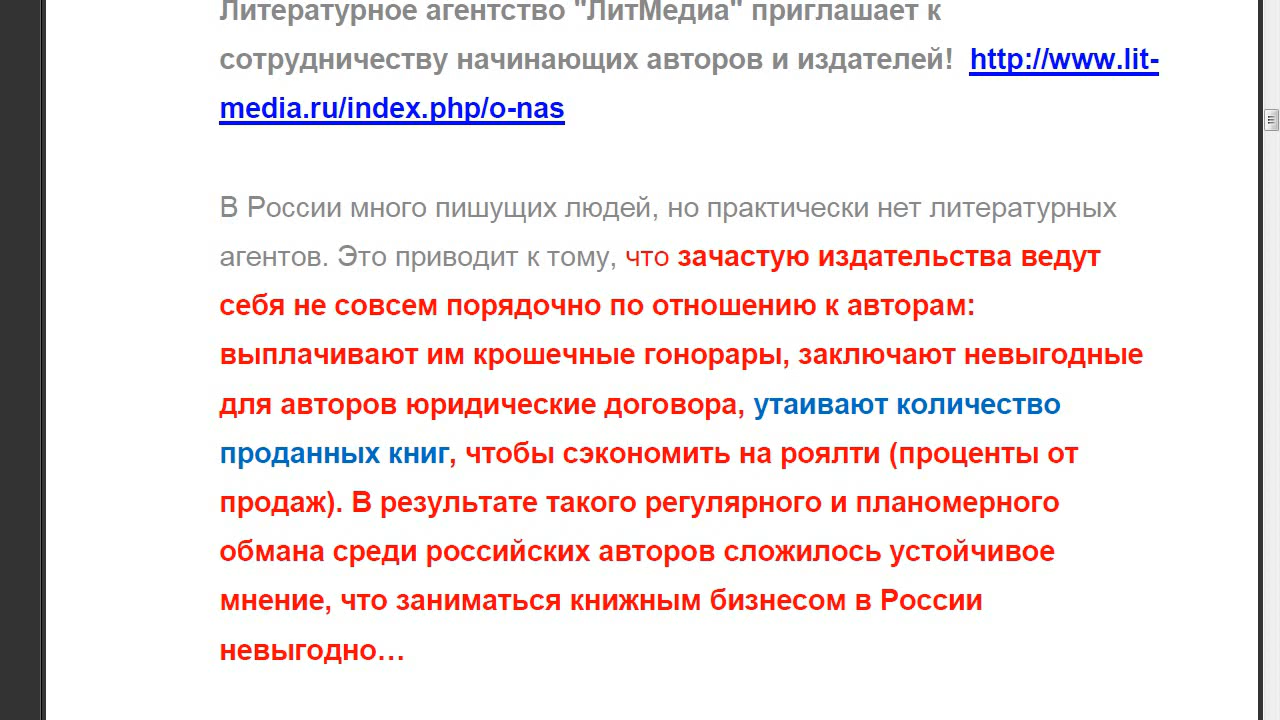 Литературное агентство "ЛитМедиа" приглашает к
сотрудничеству начинающих авторов и издателей! http://www.lit-
media.ru/index.php/o-nas
В России много пишущих людей, но практически нет литературных
агентов. Это приводит к тому, что зачастую издательства ведут
себя не совсем порядочно по отношению к авторам:
выплачивают им крошечные гонорары, заключают невыгодные
для авторов юридические договора, утаивают количество
проданных книг, чтобы сэкономить на роялти (проценты от
продаж). В результате такого регулярного и планомерного
обмана среди российских авторов сложилось устойчивое
мнение, что заниматься книжным бизнесом в России
невыгодно…